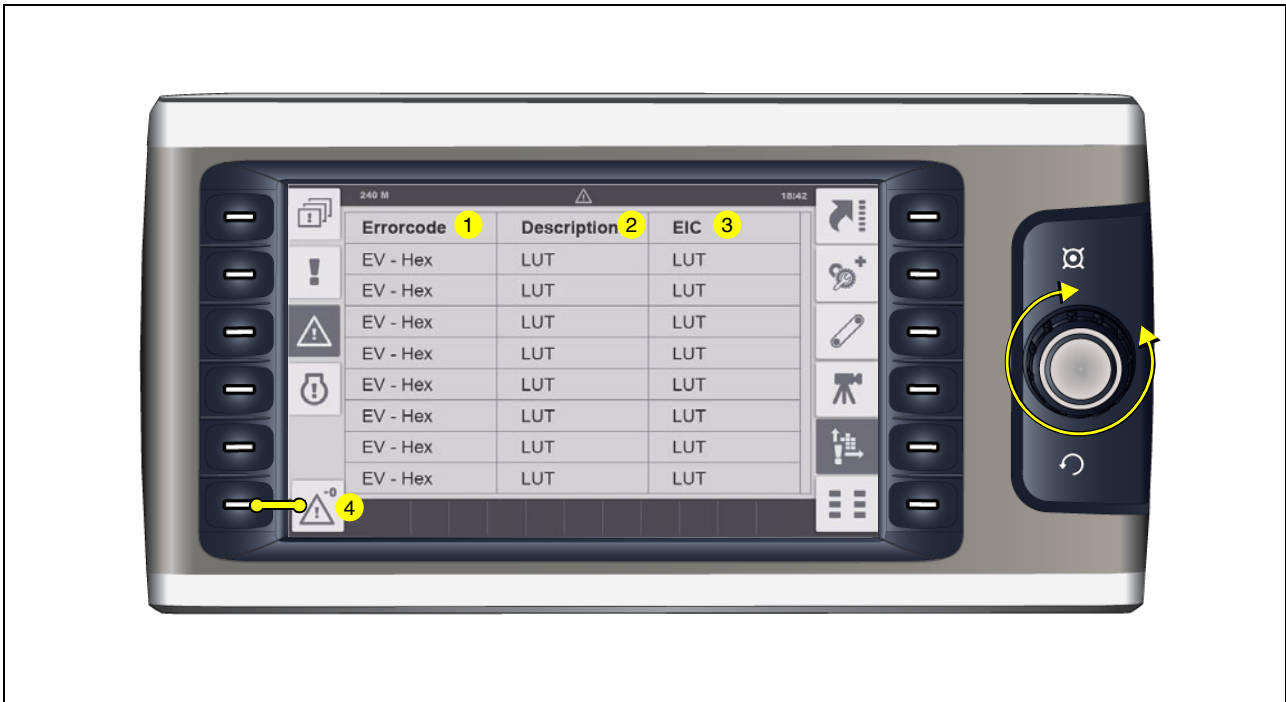 240 M 18:42
Errorcode 1 Description 2 EIC 3
EV - Hex LUT LUT
EV - Hex LUT LUT
EV - Hex LUT LUT
EV - Hex LUT LUT
EV - Hex LUT LUT
EV - Hex LUT LUT
EV - Hex LUT LUT
EV - Hex LUT LUT
-0 4